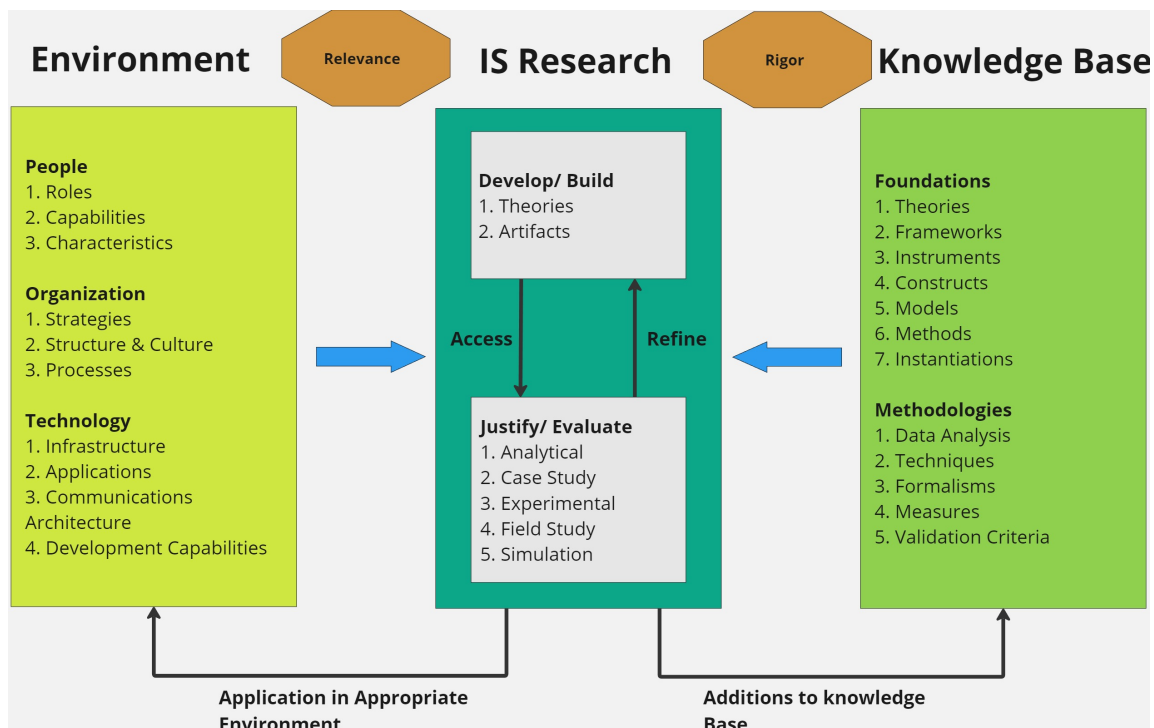 Environment
Relevance
IS Research
Rigor
Knowledge Base
People
1. Roles
2. Capabilities
3. Characteristics
Organization
1. Strategies
2. Structure & Culture
3. Processes
Technology
1. Infrastructure
2. Applications
3. Communications
Architecture
4. Development Capabilities
Develop/ Build
1. Theories
2. Artifacts
Access
Refine
Justify/ Evaluate
1. Analytical
2. Case Study
3. Experimental
4. Field Study
5. Simulation
Foundations
1. Theories
2. Frameworks
3. Instruments
4. Constructs
5. Models
6. Methods
7. Instantiations
Methodologies
1. Data Analysis
2. Techniques
3. Formalisms
4. Measures
5. Validation Criteria
Application in Appropriate
Environment
Additions to knowledge
Base